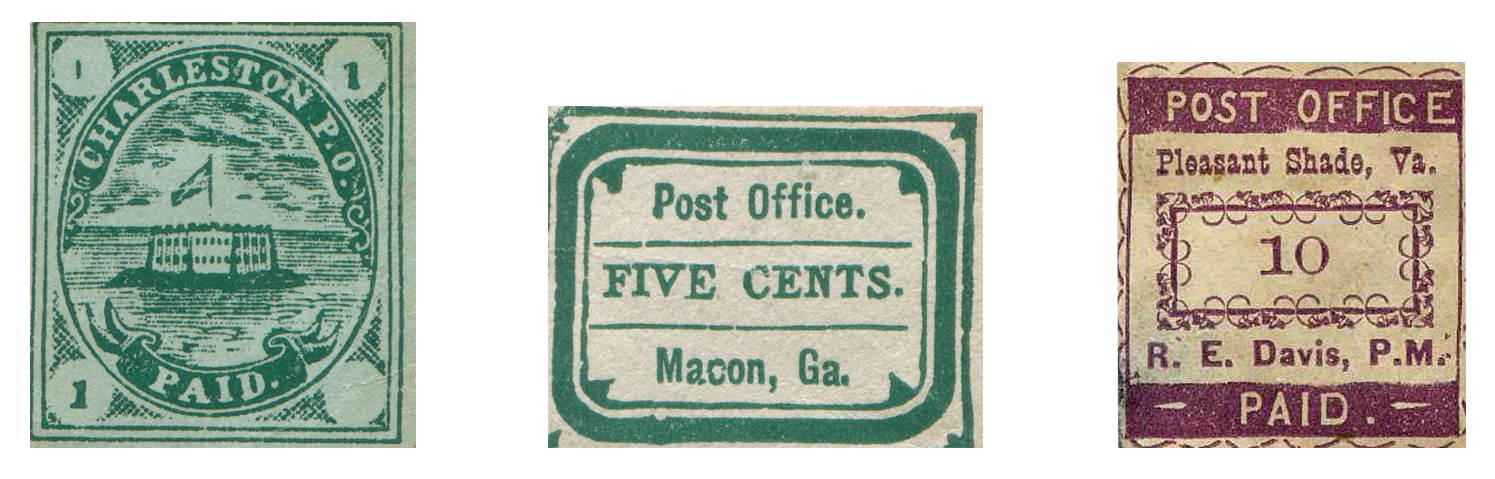 1 1
CHARLESTON P.O.
PAID.
1
Post Office.
FIVE CENTS.
Macon, Ga.
POST OFFICE
Pleasant Shade, Va.
10
R. E. Davis, P.M.
PAID.